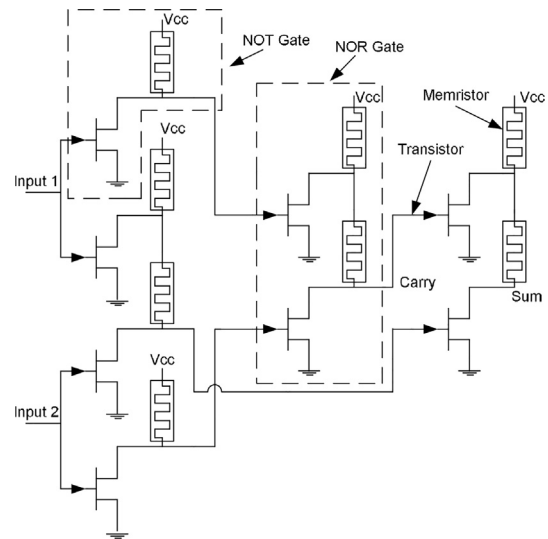 Vcc
NOT Gate
NOR Gate
Vcc
Vcc
Memristor
Vcc
Transistor
Input 1
Carry
Sum
Vcc
Input 2